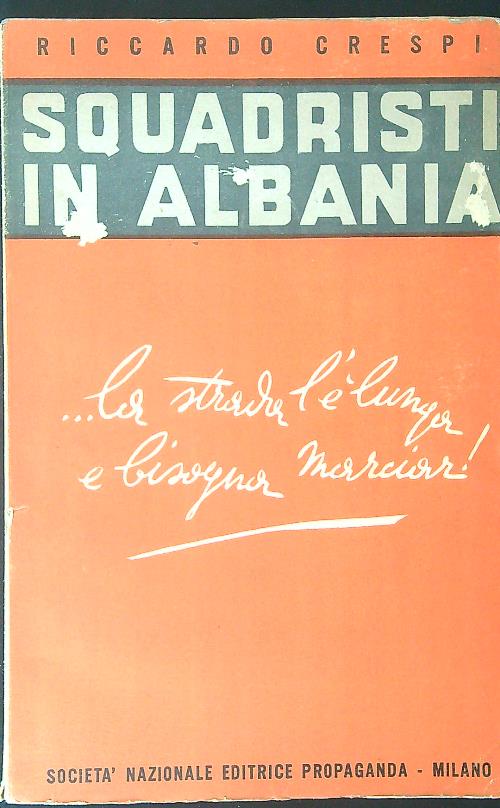 RICCARDO CRESPI
SQUADRISTI
IN ALBANIA
...la strada l'è lunga
e bisogna marciar!
SOCIETA' NAZIONALE EDITRICE PROPAGANDA - MILANO